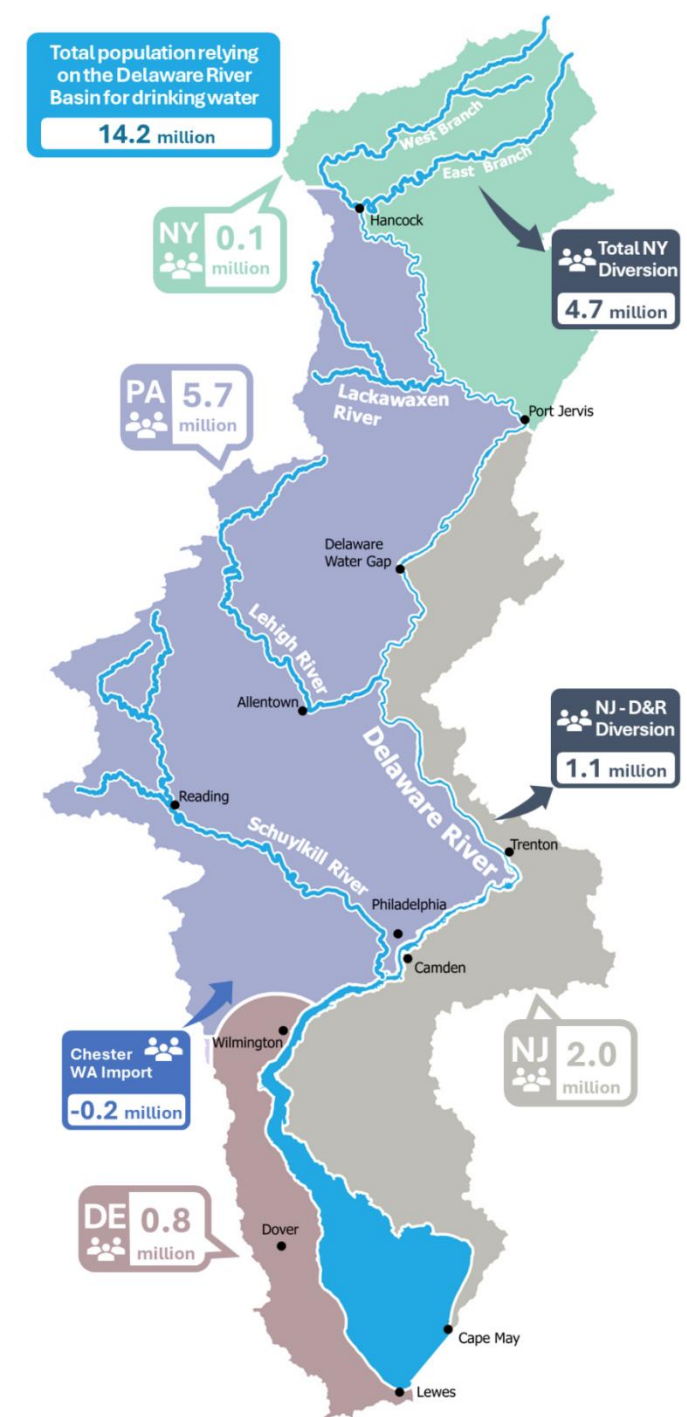 Total population relying
on the Delaware River
Basin for drinking water
14.2 million
West Branch
East Branch
Hancock
NY 0.1
million
Total NY
Diversion
4.7 million
PA 5.7
million
Lackawaxen
River
Port Jervis
Delaware
Water Gap
Lehigh River
Allentown
NJ - D&R
Diversion
1.1 million
Delaware River
Reading
Trenton
Schuylkill River
Philadelphia
Camden
Chester
WA Import
-0.2 million
Wilmington
NJ 2.0
million
DE 0.8
million
Dover
Cape May
Lewes